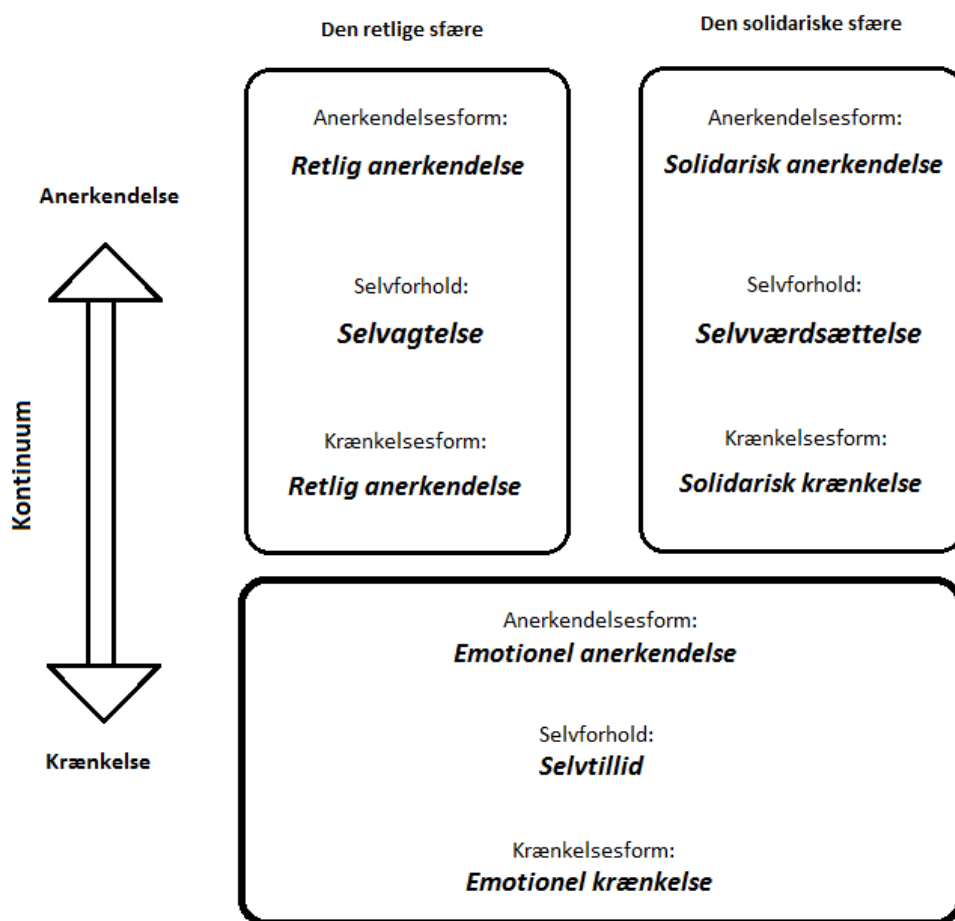 Den retlige sfære
Den solidariske sfære
Anerkendelsesform:
Retlig anerkendelse
Selvforhold:
Selvagtelse
Krænkelsesform:
Retlig anerkendelse
Anerkendelsesform:
Solidarisk anerkendelse
Selvforhold:
Selvværdsættelse
Krænkelsesform:
Solidarisk krænkelse
Anerkendelse
Kontinuum
Krænkelse
Anerkendelsesform:
Emotionel anerkendelse
Selvforhold:
Selvtillid
Krænkelsesform:
Emotionel krænkelse